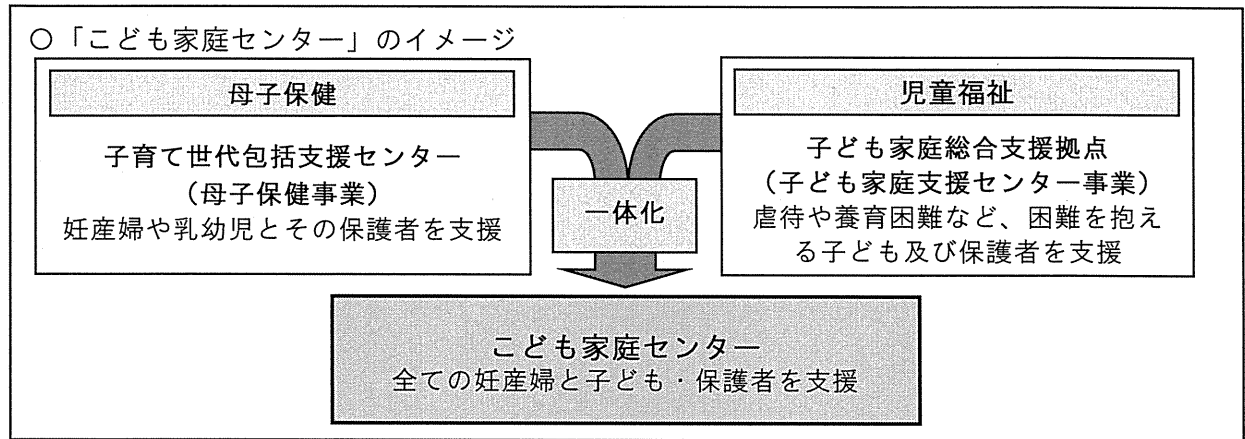 ○「こども家庭センター」のイメージ
母子保健
子育て世代包括支援センター
（母子保健事業）
妊産婦や乳幼児とその保護者を支援
児童福祉
子ども家庭総合支援拠点
（子ども家庭支援センター事業）
虐待や養育困難など、困難を抱え
る子ども及び保護者を支援
一体化
こども家庭センター
全ての妊産婦と子ども・保護者を支援